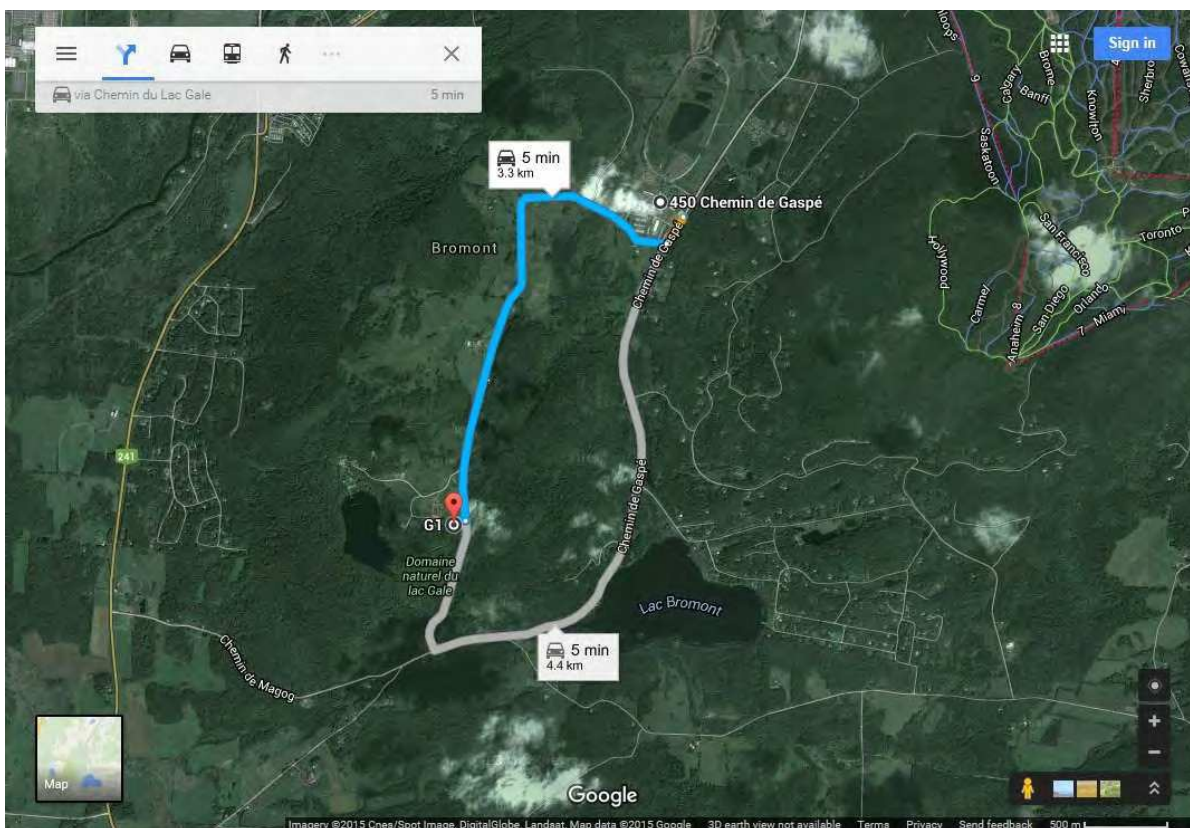 via Chemin du Lac Gale 5 min
Sign in
5 min
3.3 km
450 Chemin de Gaspé
Bromont
Chemin de Gaspé
Chemin de Gaspé
241
G1
Domaine
naturel du
lac Gale
Lac Bromont
5 min
4.4 km
Chemin de Magog
Saskatoon
9
Calgary
Banff
Brome
Knowlton
4
Cowans
Hollywood
Carmel
Anaheim
8
San Diego
Orlando
San Francisco
Toronto
7
Miami
Map
Google
Imagery ©2015 Cnes/Spot Image, DigitalGlobe, Landsat, Map data ©2015 Google 3D earth view not available Terms Privacy Send feedback 500 m